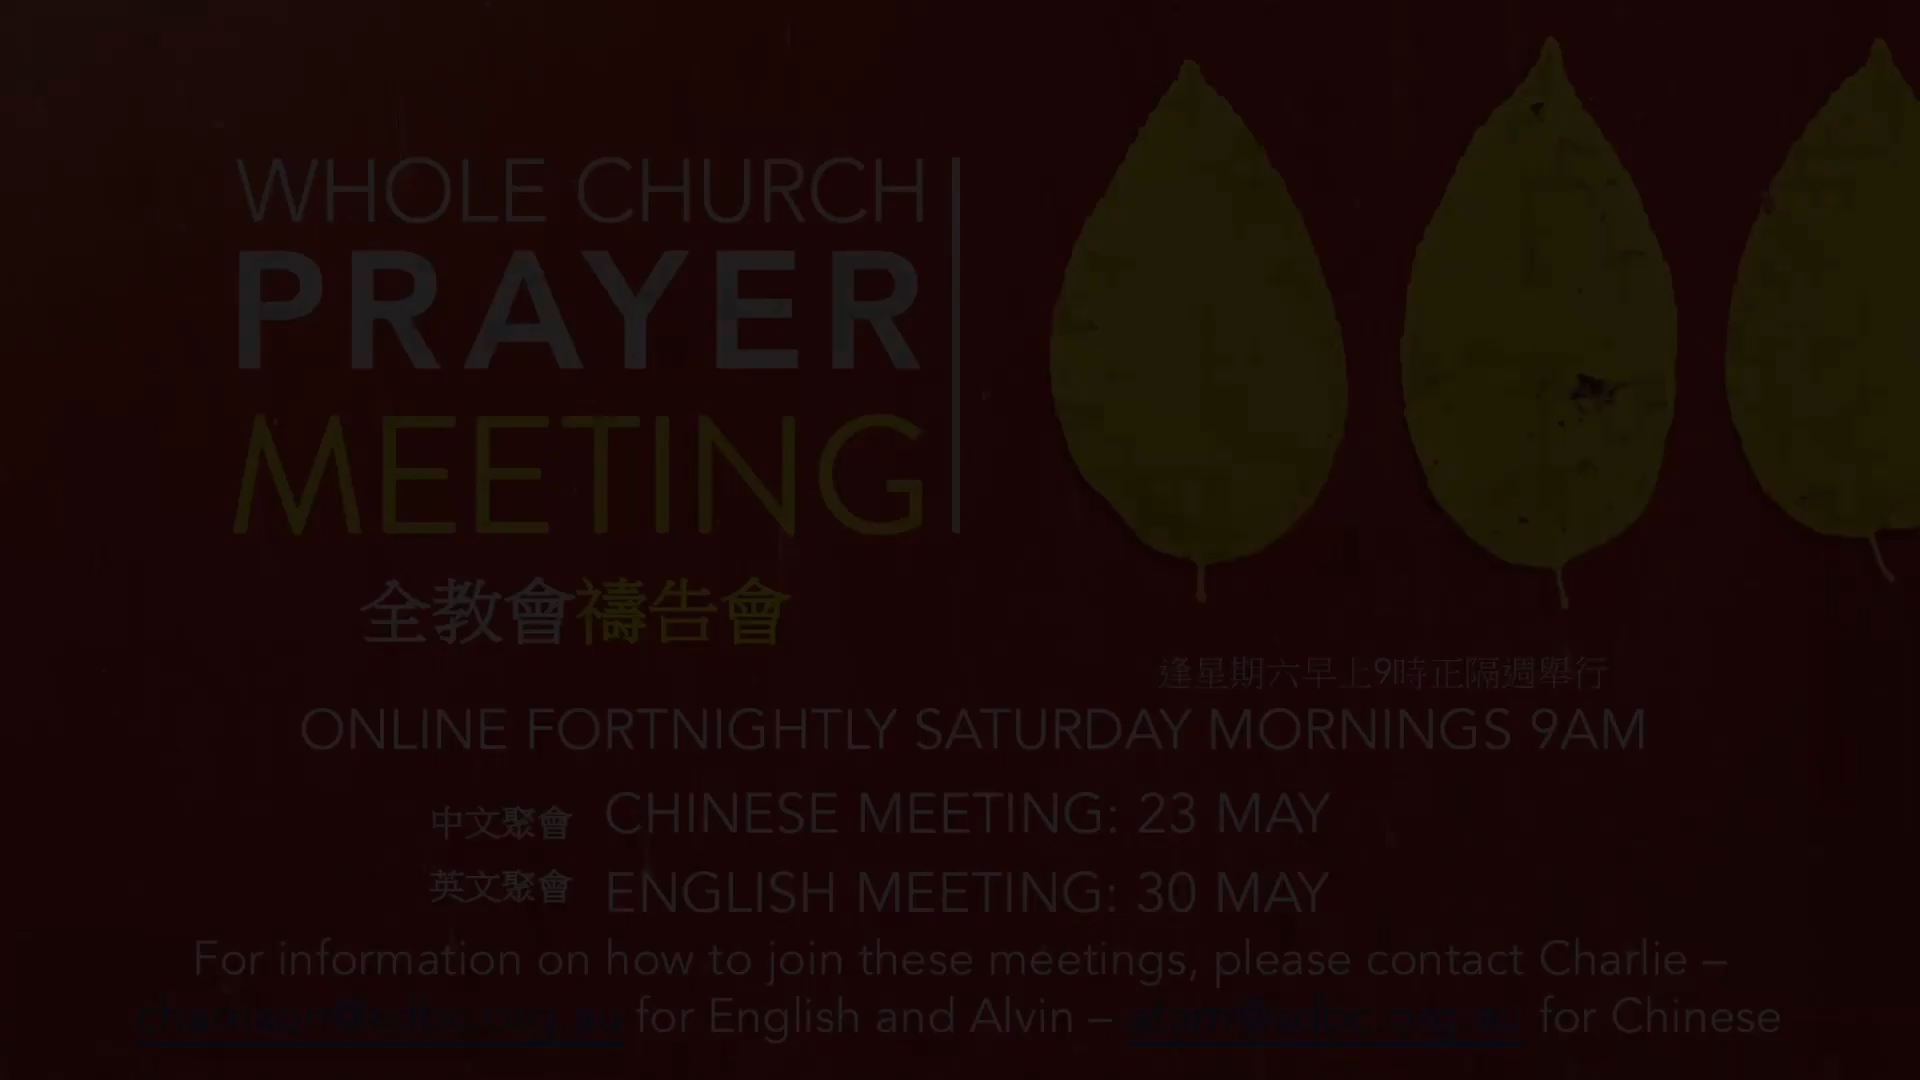 WHOLE CHURCH
PRAYER
MEETING
全教會禱告會
逢星期六早上9時正隔週舉行
ONLINE FORTNIGHTLY SATURDAY MORNINGS 9AM
中文聚會 CHINESE MEETING: 23 MAY
英文聚會 ENGLISH MEETING: 30 MAY
For information on how to join these meetings, please contact Charlie –
for English and Alvin – for Chinese